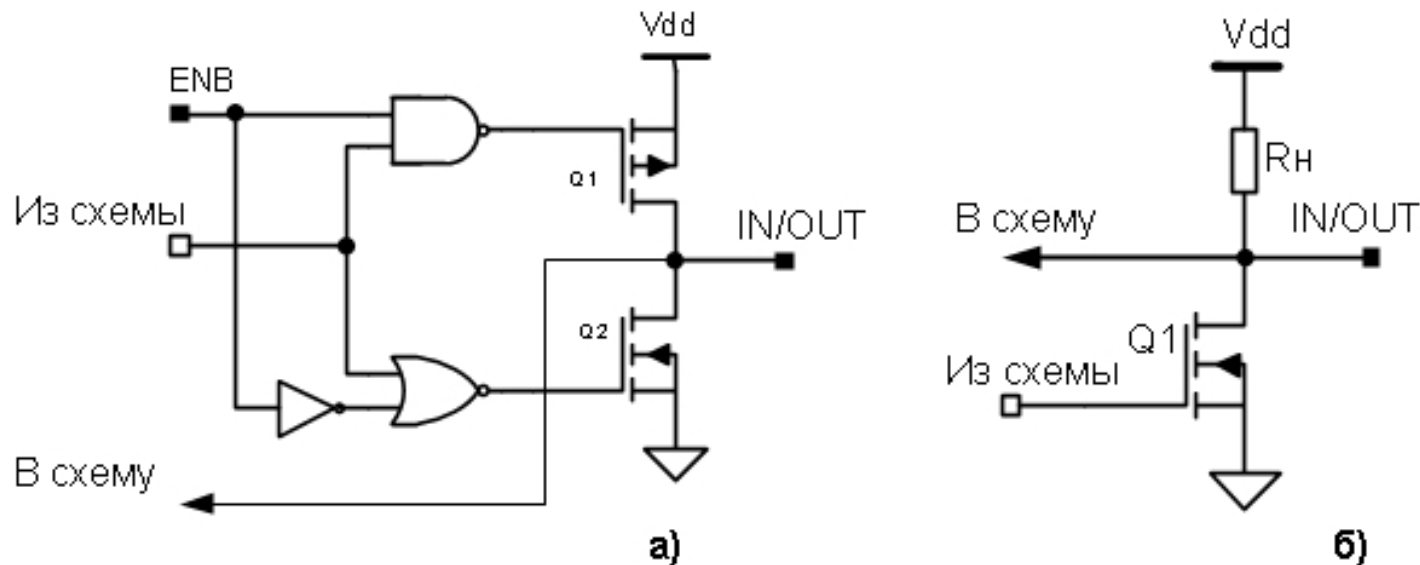 Vdd
ENB
Q1
Из схемы
IN/OUT
Q2
В схему
а)
Vdd
Rн
В схему
IN/OUT
Q1
Из схемы
б)